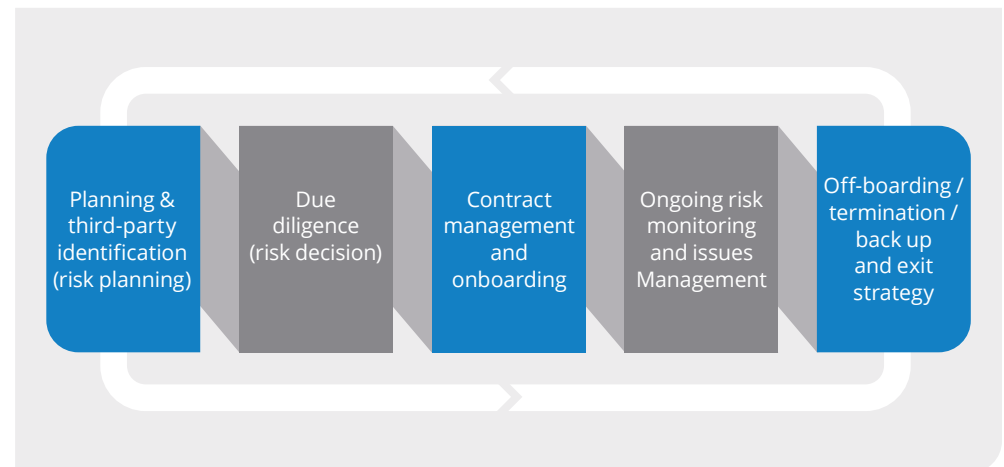 Planning &
third-party
identification
(risk planning)
Due
diligence
(risk decision)
Contract
management
and
onboarding
Ongoing risk
monitoring
and issues
Management
Off-boarding /
termination /
back up
and exit
strategy